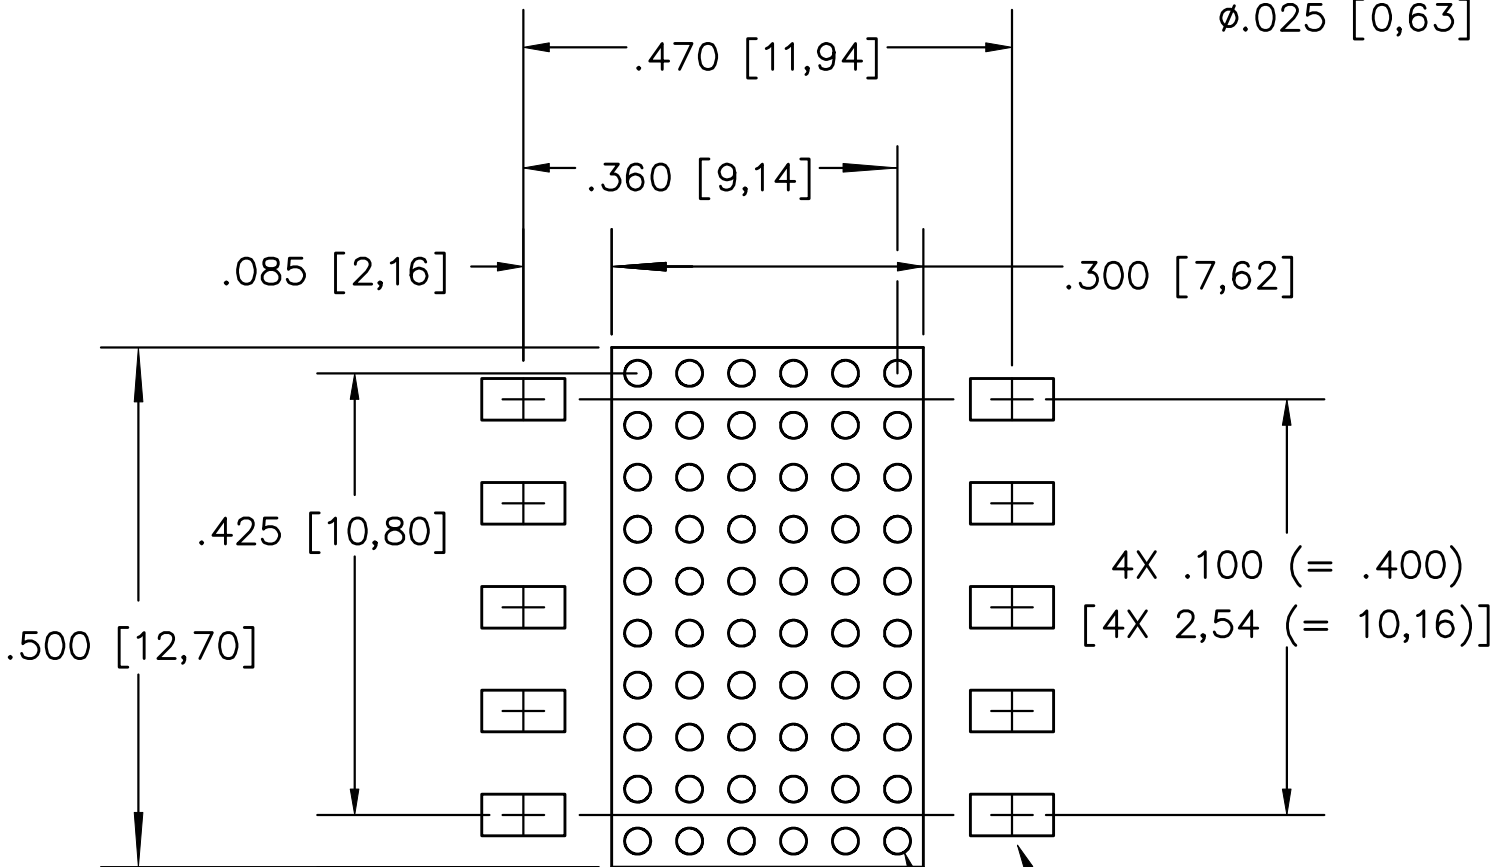 ø.025 [0,63]
.470 [11,94]
.360 [9,14]
.085 [2,16]
.300 [7,62]
.425 [10,80]
4X .100 (= .400)
[4X 2,54 (= 10,16)]
.500 [12,70]